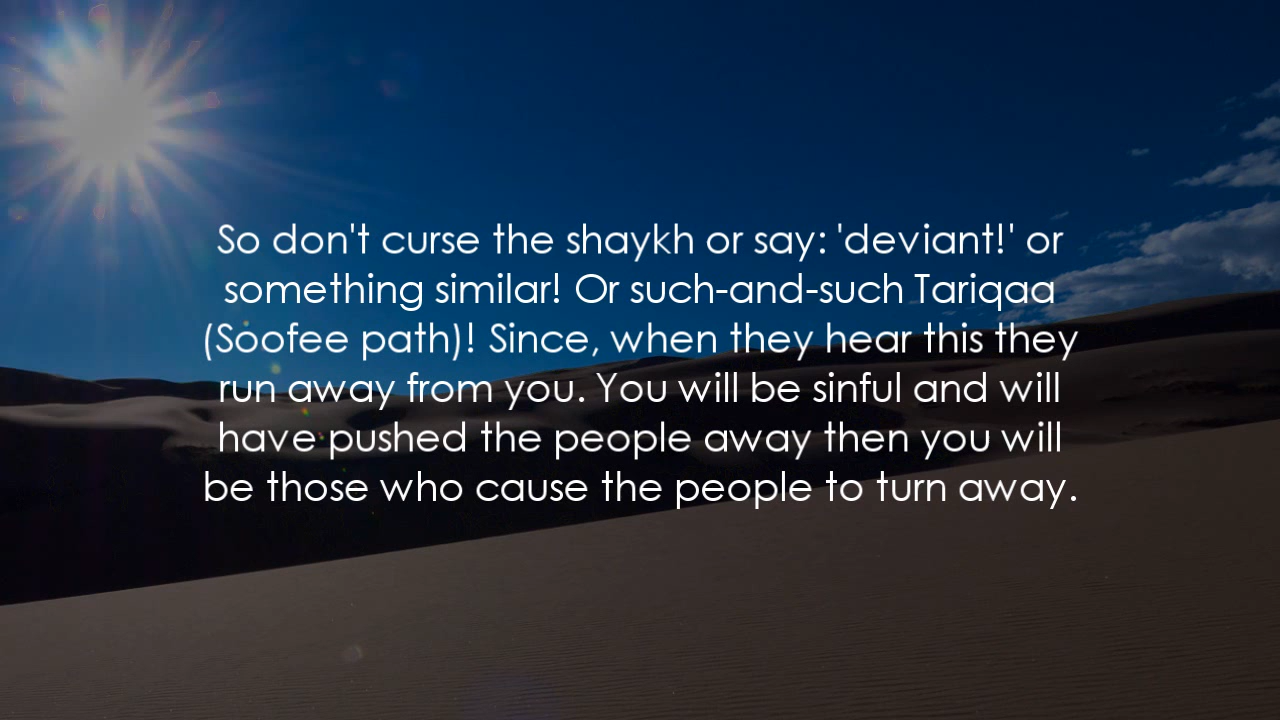 So don't curse the shaykh or say: 'deviant!' or
something similar! Or such-and-such Tariqaa
(Soofee path)! Since, when they hear this they
run away from you. You will be sinful and will
have pushed the people away then you will
be those who cause the people to turn away.